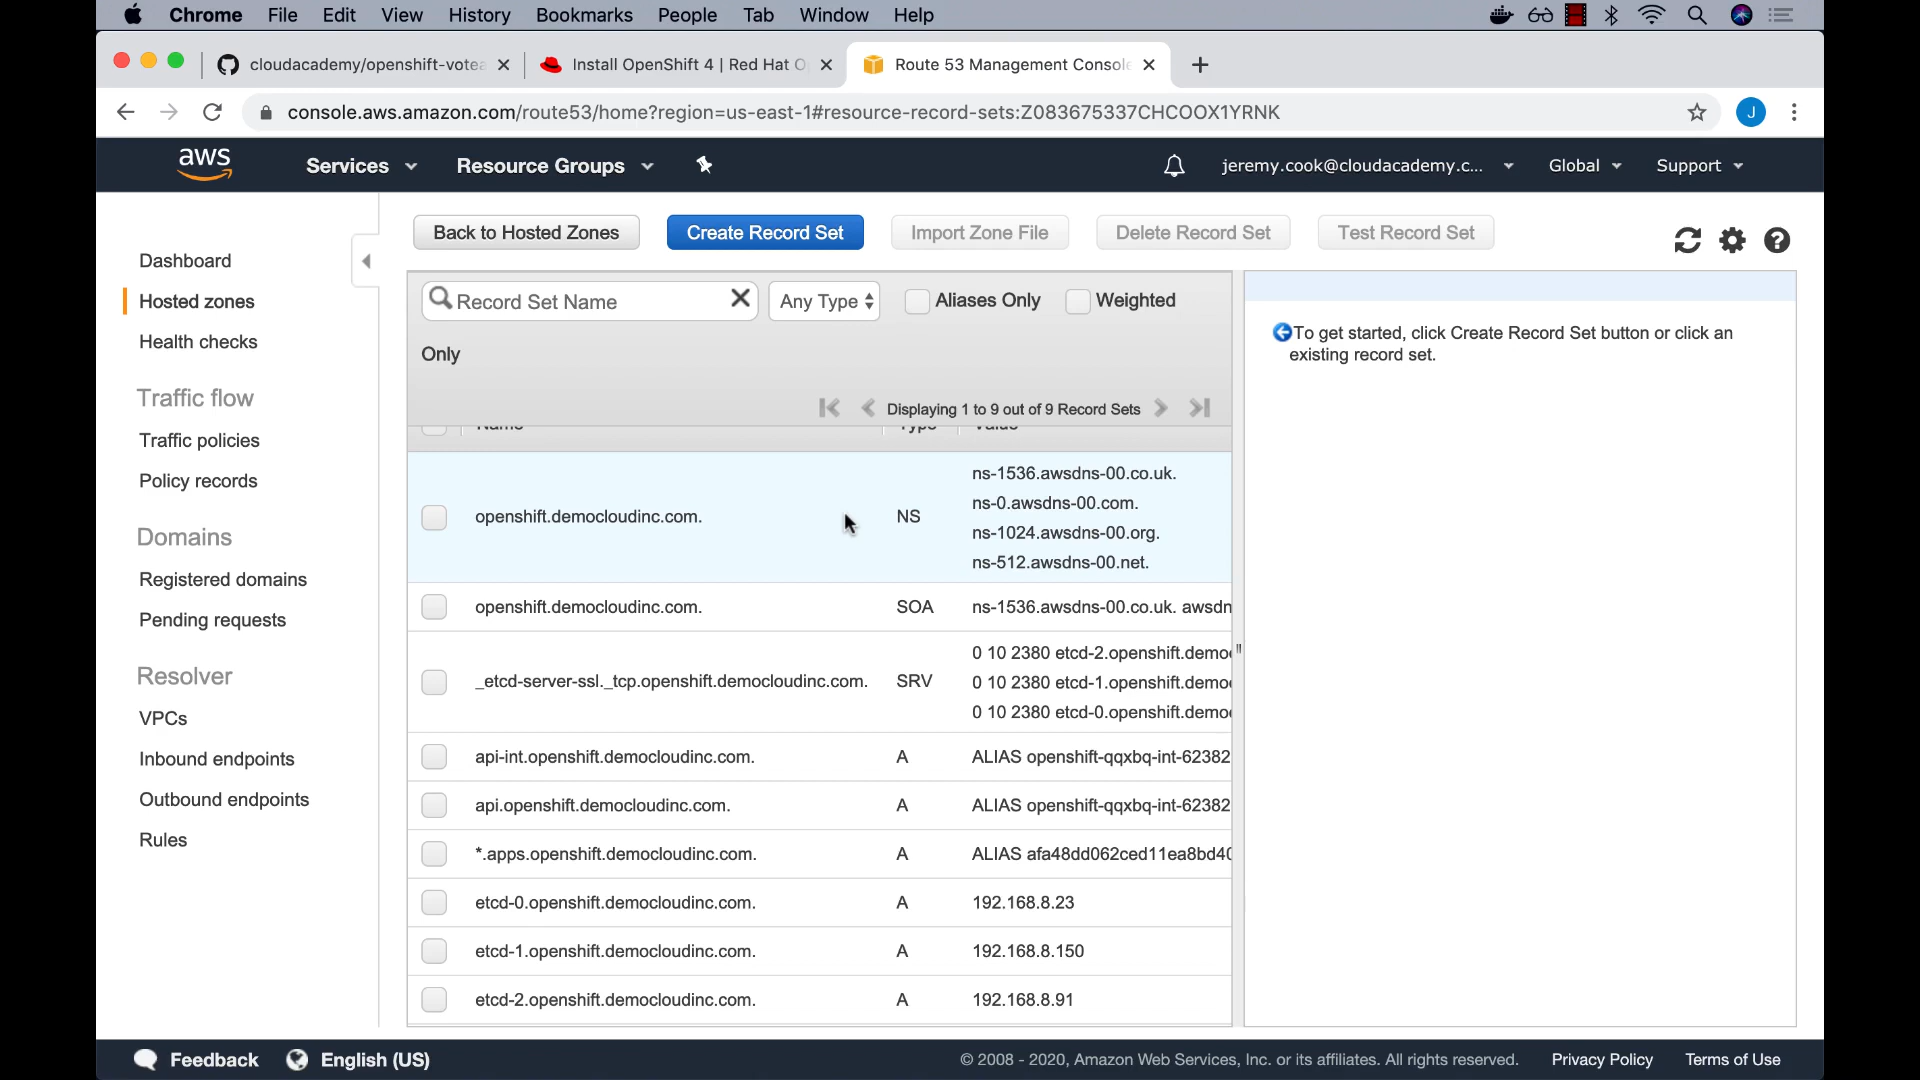 Chrome File Edit View History Bookmarks People Tab Window Help
cloudacademy/openshift-votea
Install OpenShift 4 | Red Hat O
Route 53 Management Console
console.aws.amazon.com/route53/home?region=us-east-1#resource-record-sets:Z083675337CHCOOX1YRNK
J
aws
Services
Resource Groups
jeremy.cook@cloudacademy.c...
Global
Support
Dashboard
Hosted zones
Health checks
Traffic flow
Traffic policies
Policy records
Domains
Registered domains
Pending requests
Resolver
VPCs
Inbound endpoints
Outbound endpoints
Rules
Back to Hosted Zones
Create Record Set
Import Zone File
Delete Record Set
Test Record Set
Record Set Name
Any Type
Aliases Only
Weighted
Only
Displaying 1 to 9 out of 9 Record Sets
Name Type Value
openshift.democloudinc.com. NS
ns-1536.awsdns-00.co.uk.
ns-0.awsdns-00.com.
ns-1024.awsdns-00.org.
ns-512.awsdns-00.net.
openshift.democloudinc.com. SOA ns-1536.awsdns-00.co.uk. awsdn
_etcd-server-ssl._tcp.openshift.democloudinc.com. SRV
0 10 2380 etcd-2.openshift.demo
0 10 2380 etcd-1.openshift.demo
0 10 2380 etcd-0.openshift.demo
api-int.openshift.democloudinc.com. A ALIAS openshift-qqxbq-int-62382
api.openshift.democloudinc.com. A ALIAS openshift-qqxbq-int-62382
*.apps.openshift.democloudinc.com. A ALIAS afa48dd062ced11ea8bd40
etcd-0.openshift.democloudinc.com. A 192.168.8.23
etcd-1.openshift.democloudinc.com. A 192.168.8.150
etcd-2.openshift.democloudinc.com. A 192.168.8.91
To get started, click Create Record Set button or click an
existing record set.
Feedback
English (US)
© 2008 - 2020, Amazon Web Services, Inc. or its affiliates. All rights reserved.
Privacy Policy
Terms of Use